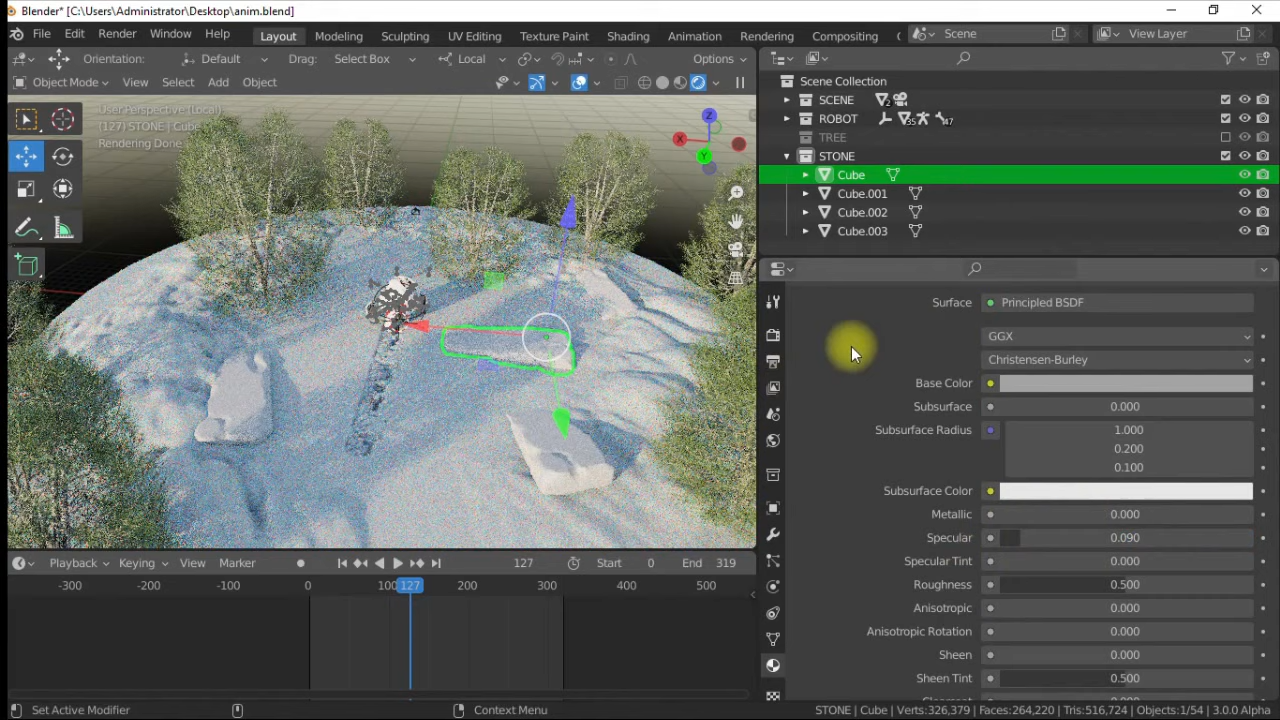 Blender* [C:\Users\Administrator\Desktop\anim.blend]
File Edit Render Window Help Layout Modeling Sculpting UV Editing Texture Paint Shading Animation Rendering Compositing Scene View Layer
Orientation: Default Drag: Select Box Local Options
Object Mode View Select Add Object
User Perspective (Local)
(127) STONE | Cube
Rendering Done
X
Y
Z
Scene Collection
SCENE 2
ROBOT 35 47
TREE
STONE
Cube
Cube.001
Cube.002
Cube.003
Surface Principled BSDF
GGX
Christensen-Burley
Base Color
Subsurface 0.000
Subsurface Radius 1.000
0.200
0.100
Subsurface Color
Metallic 0.000
Specular 0.090
Specular Tint 0.000
Roughness 0.500
Anisotropic 0.000
Anisotropic Rotation 0.000
Sheen 0.000
Sheen Tint 0.500
Playback Keying View Marker 127 Start 0 End 319
-300 -200 -100 0 100 127 200 300 400 500
Set Active Modifier Context Menu STONE | Cube | Verts:326,379 | Faces:264,220 | Tris:516,724 | Objects:1/54 | 3.0.0 Alpha